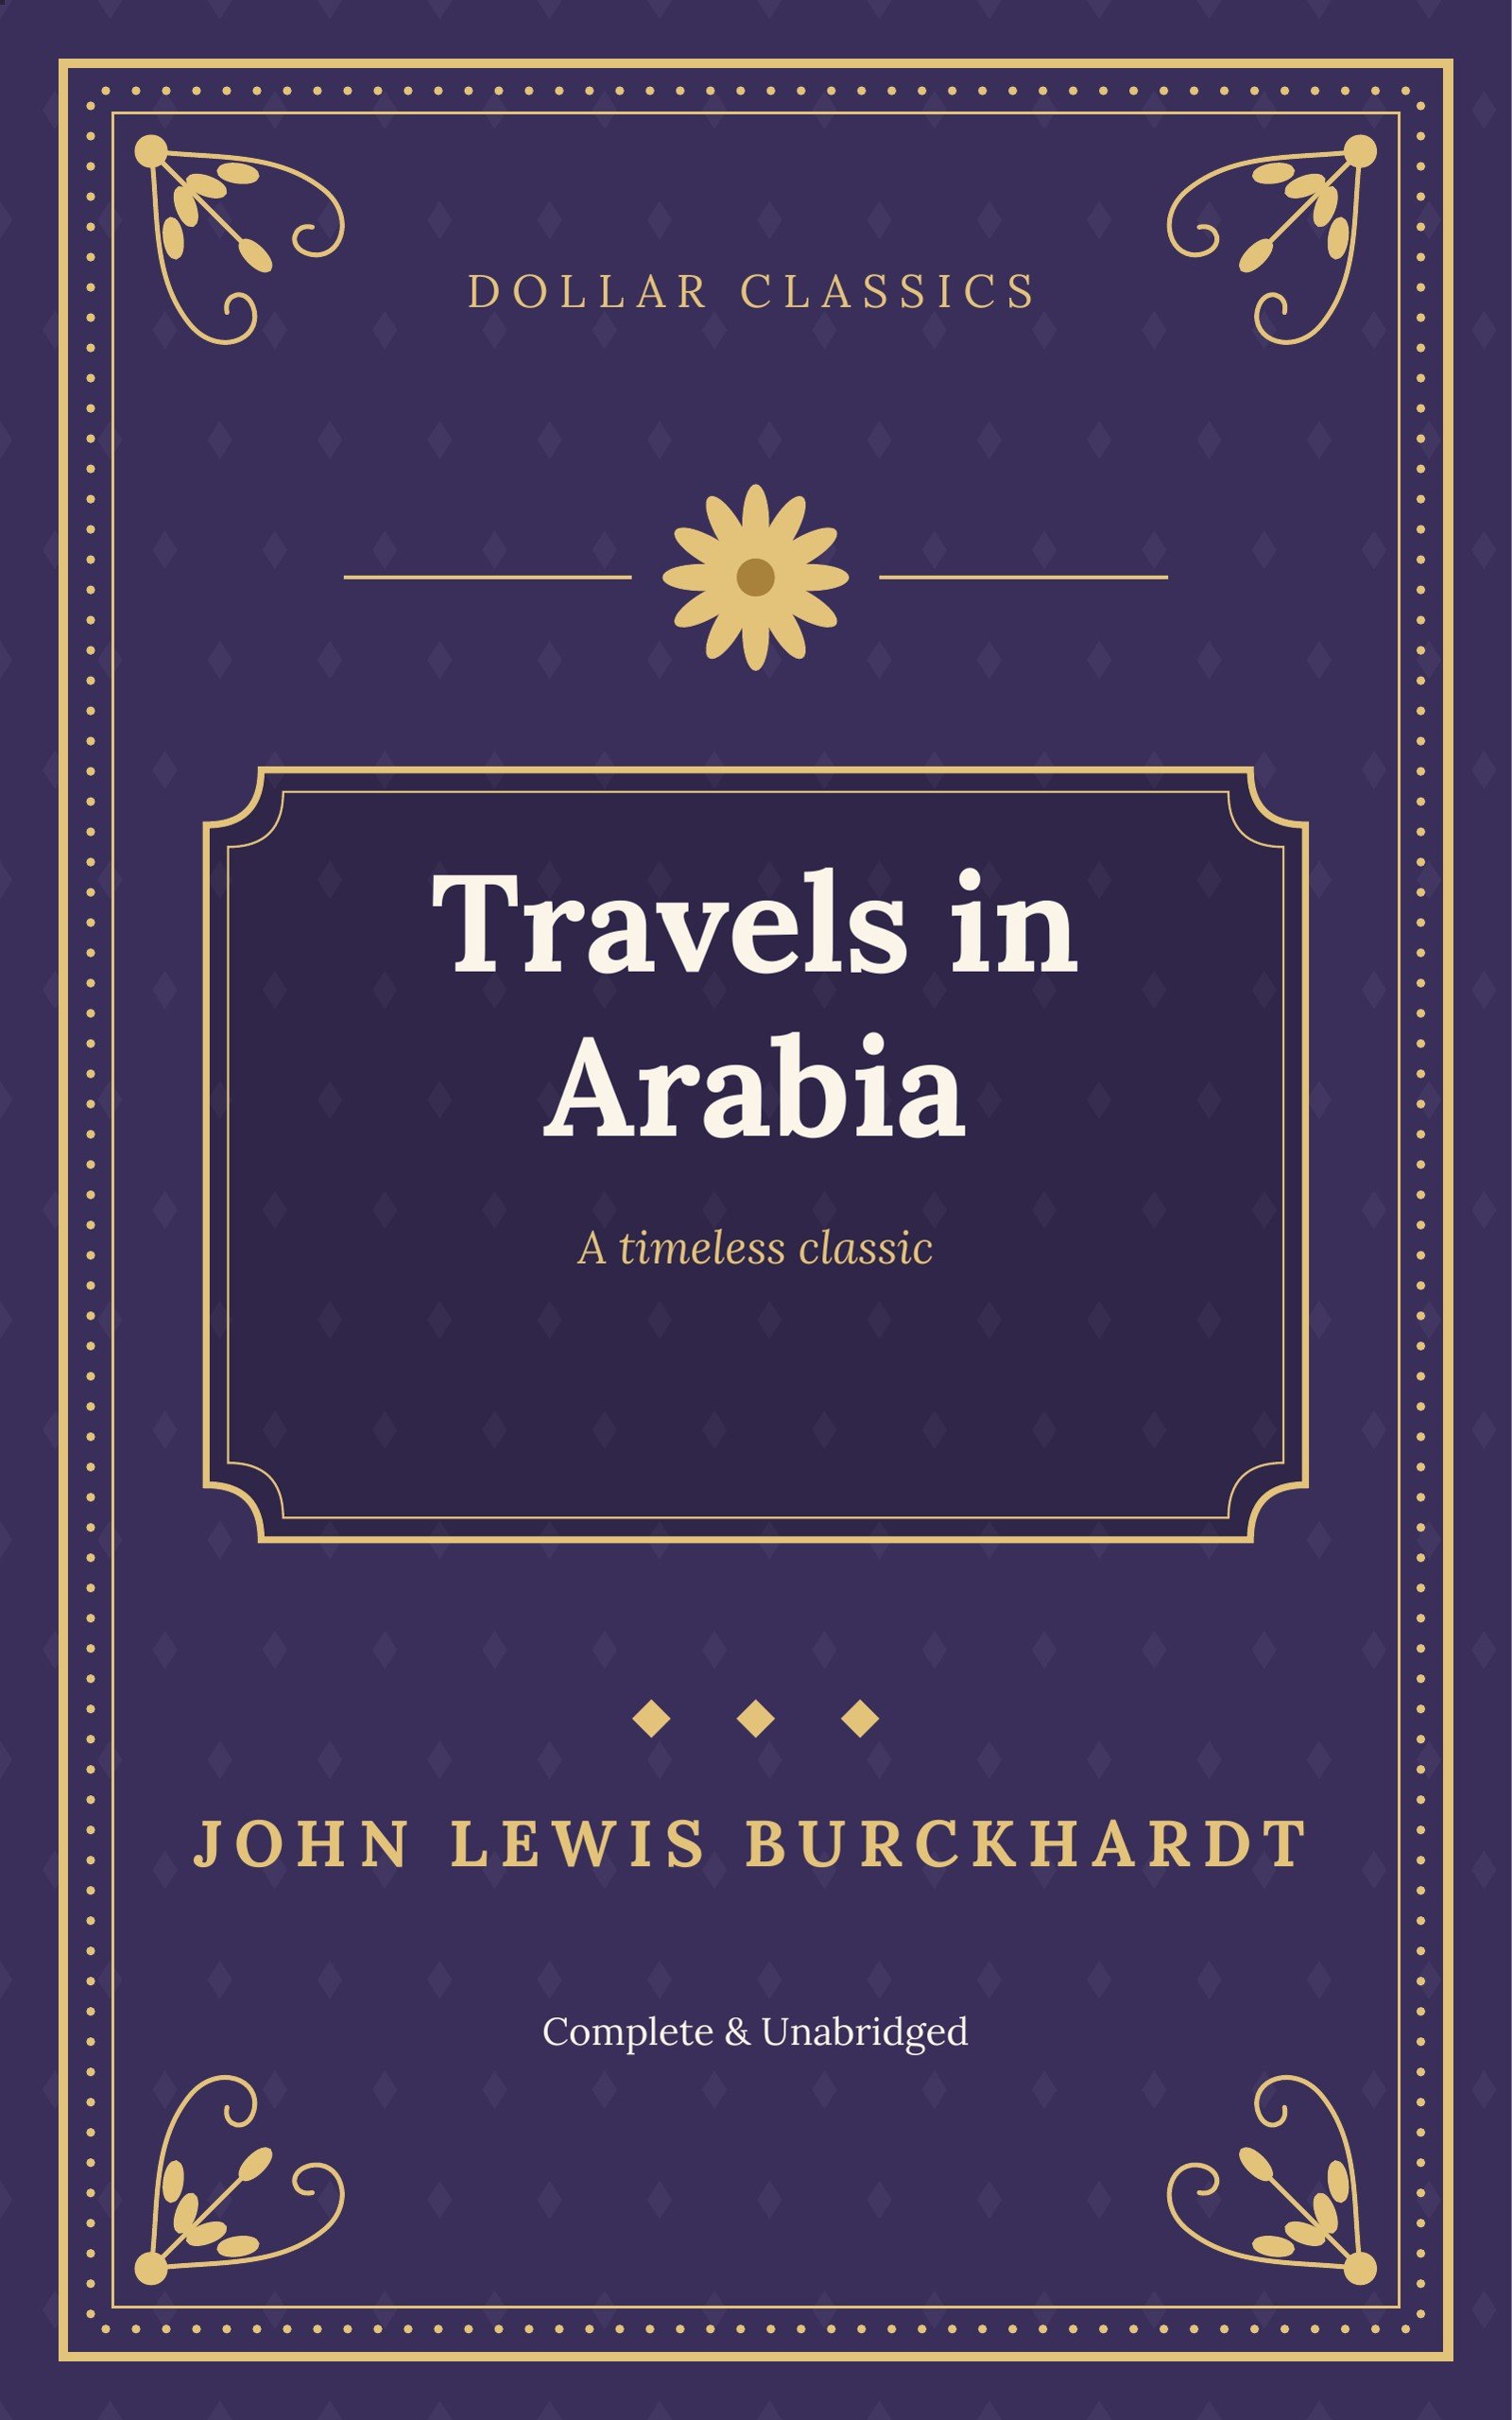 DOLLAR CLASSICS
Travels in
Arabia
A timeless classic
JOHN LEWIS BURCKHARDT
Complete & Unabridged